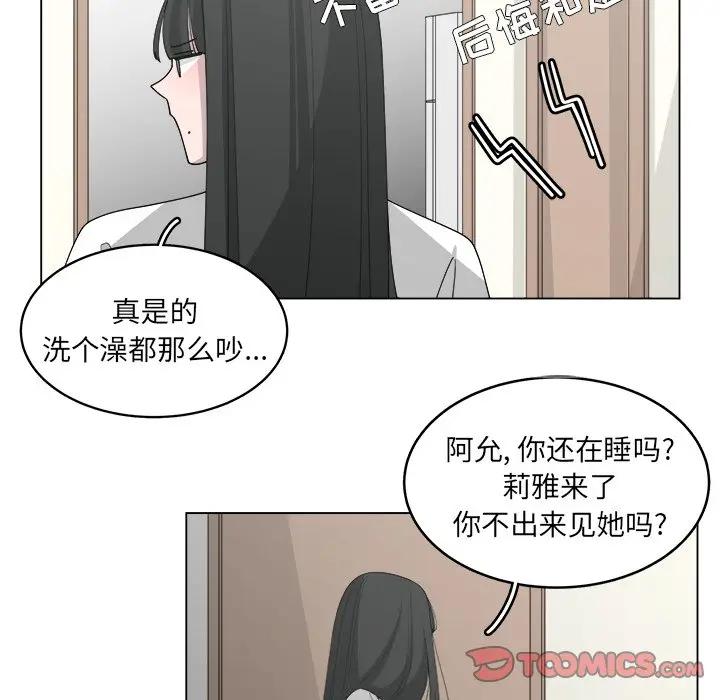 后悔和
真是的
洗个澡都那么吵...
阿允, 你还在睡吗?
莉雅来了
你不出来见她吗?
TOOMICS.COM